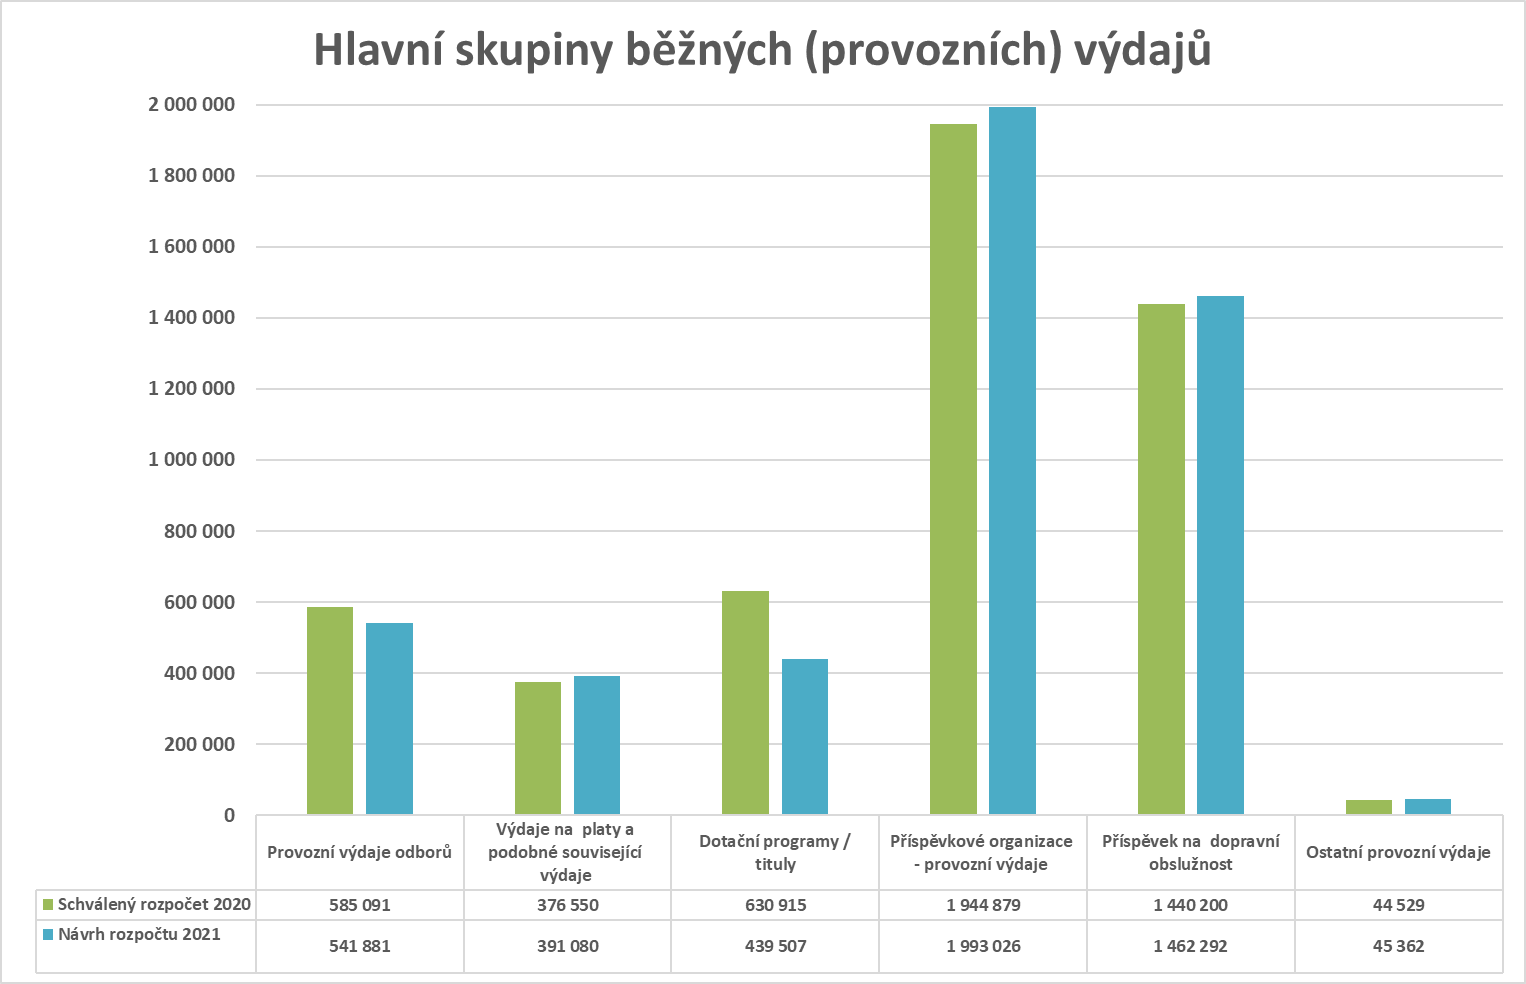 Hlavní skupiny běžných (provozních) výdajů
2 000 000
1 800 000
1 600 000
1 400 000
1 200 000
1 000 000
800 000
600 000
400 000
200 000
0
Provozní výdaje odborů
Výdaje na  platy a
podobné související
výdaje
Dotační programy /
tituly
Příspěvkové organizace
- provozní výdaje
Příspěvek na  dopravní
obslužnost
Ostatní provozní výdaje
Schválený rozpočet 2020 585 091 376 550 630 915 1 944 879 1 440 200 44 529
Návrh rozpočtu 2021 541 881 391 080 439 507 1 993 026 1 462 292 45 362